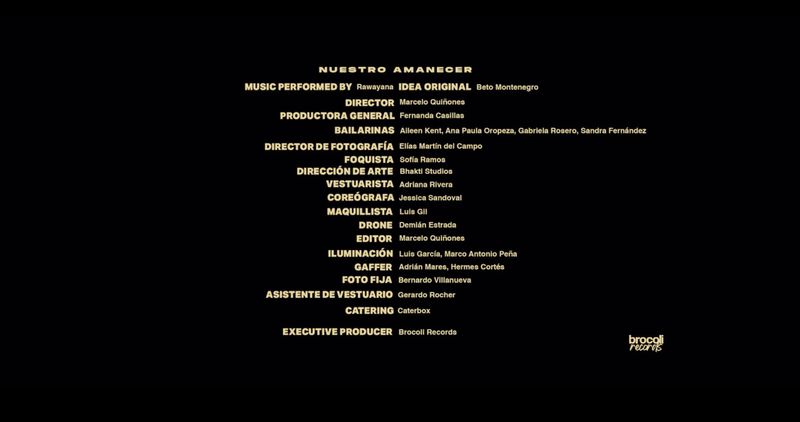 NUESTRO AMANECER
MUSIC PERFORMED BY Rawayana IDEA ORIGINAL Beto Montenegro
DIRECTOR Marcelo Quiñones
PRODUCTORA GENERAL Fernanda Casillas
BAILARINAS Aileen Kent, Ana Paula Oropeza, Gabriela Rosero, Sandra Fernández
DIRECTOR DE FOTOGRAFÍA Elías Martín del Campo
FOQUISTA Sofía Ramos
DIRECCIÓN DE ARTE Bhakti Studios
VESTUARISTA Adriana Rivera
COREÓGRAFA Jessica Sandoval
MAQUILLISTA Luis Gil
DRONE Demián Estrada
EDITOR Marcelo Quiñones
ILUMINACIÓN Luis García, Marco Antonio Peña
GAFFER Adrián Mares, Hermes Cortés
FOTO FIJA Bernardo Villanueva
ASISTENTE DE VESTUARIO Gerardo Rocher
CATERING Caterbox
EXECUTIVE PRODUCER Brocoli Records
brocoli
records